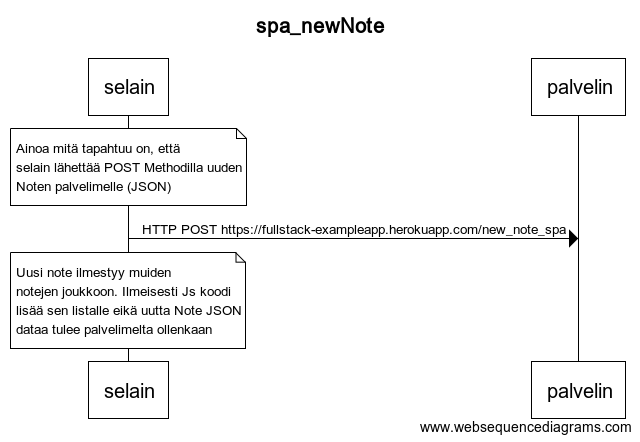 spa_newNote
selain
palvelin
Ainoa mitä tapahtuu on, että
selain lähettää POST Methodilla uuden
Noten palvelimelle (JSON)
HTTP POST https://fullstack-exampleapp.herokuapp.com/new_note_spa
Uusi note ilmestyy muiden
notejen joukkoon. Ilmeisesti Js koodi
lisää sen listalle eikä uutta Note JSON
dataa tulee palvelimelta ollenkaan
selain
palvelin
www.websequencediagrams.com